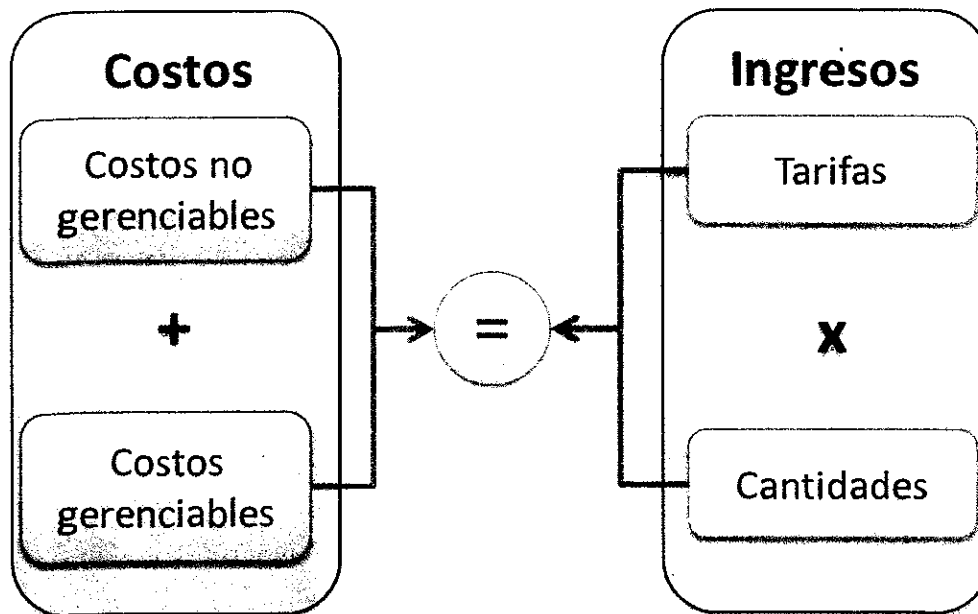 Costos
Costos no
gerenciables
+
Costos
gerenciables
=
Ingresos
Tarifas
x
Cantidades